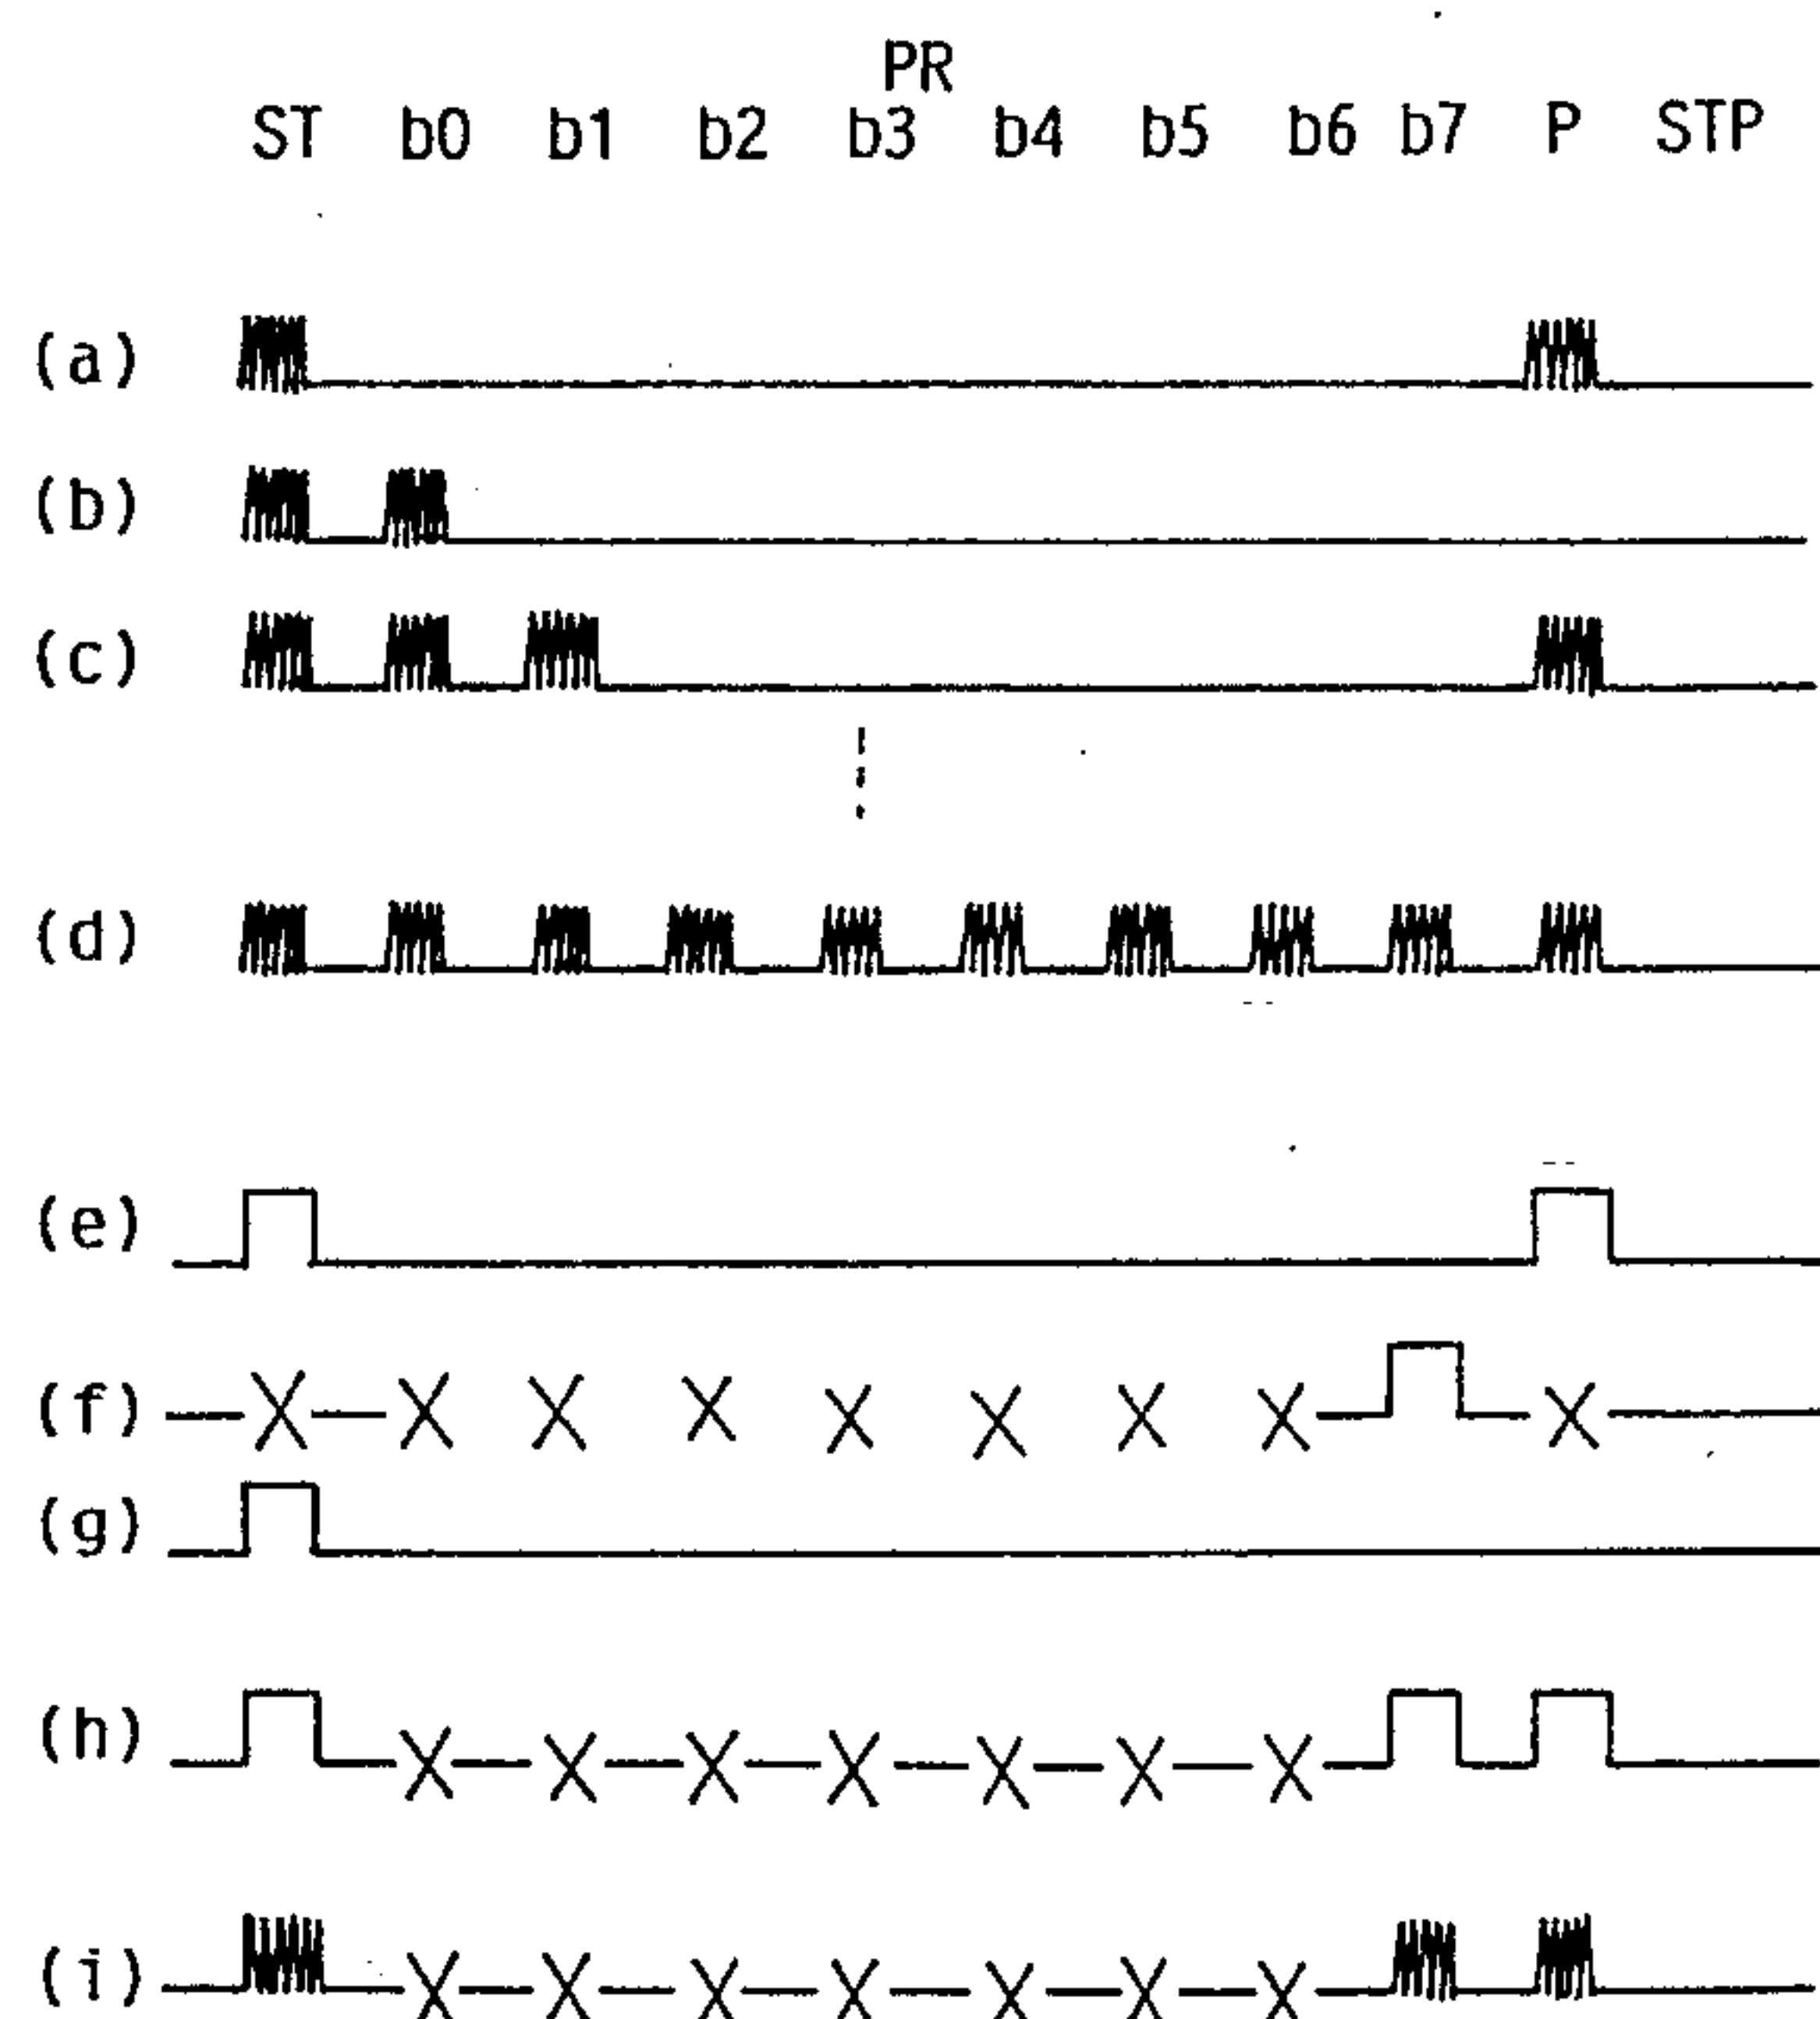 PR
ST b0 b1 b2 b3 b4 b5 b6 b7 P STP
(a)
(b)
(c)
(d)
(e)
(f)
(g)
(h)
(i)